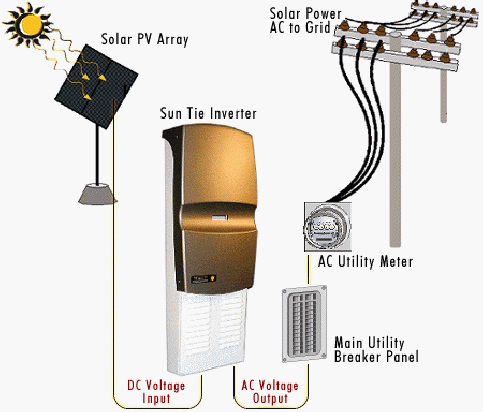 Solar Power
AC to Grid
Solar PV Array
Sun Tie Inverter
AC Utility Meter
Main Utility
Breaker Panel
DC Voltage
Input
AC Voltage
Output